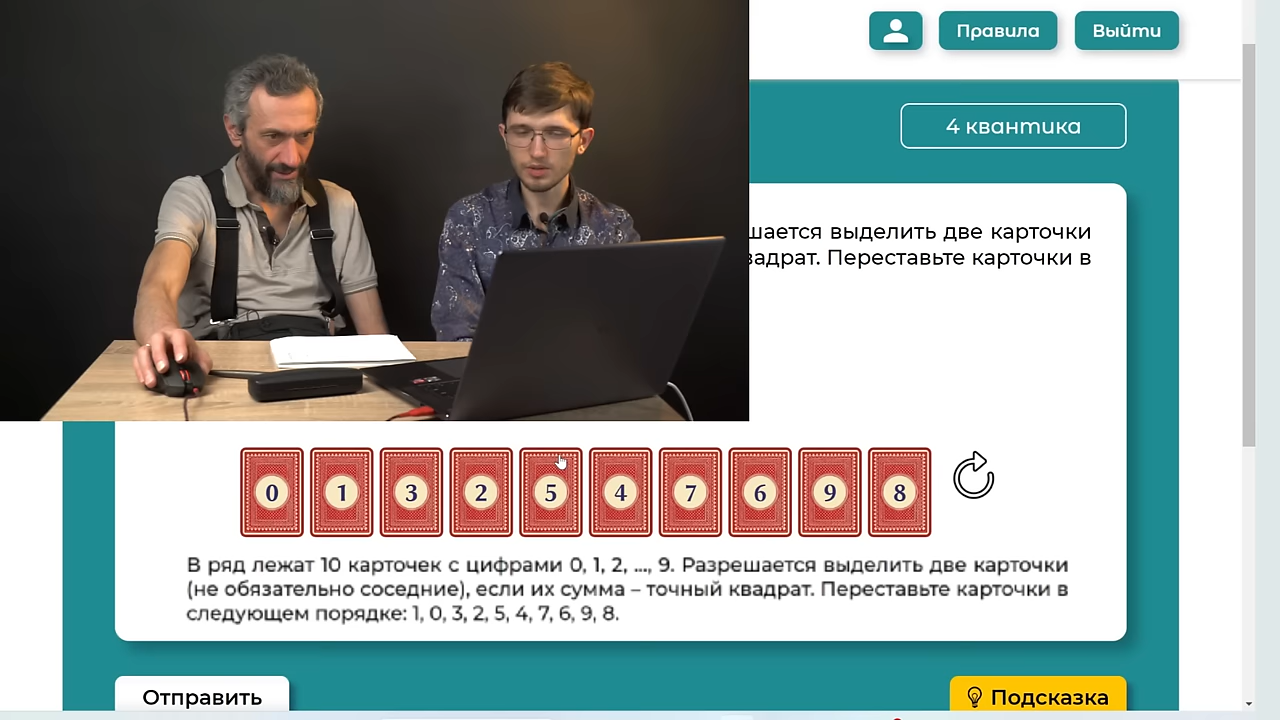 Правила
Выйти
4 квантика
выделить две карточки
Переставьте карточки в
0 1 3 2 5 4 7 6 9 8
В ряд лежат 10 карточек с цифрами 0, 1, 2, ..., 9. Разрешается выделить две карточки
(не обязательно соседние), если их сумма – точный квадрат. Переставьте карточки в
следующем порядке: 1, 0, 3, 2, 5, 4, 7, 6, 9, 8.
Отправить
Подсказка